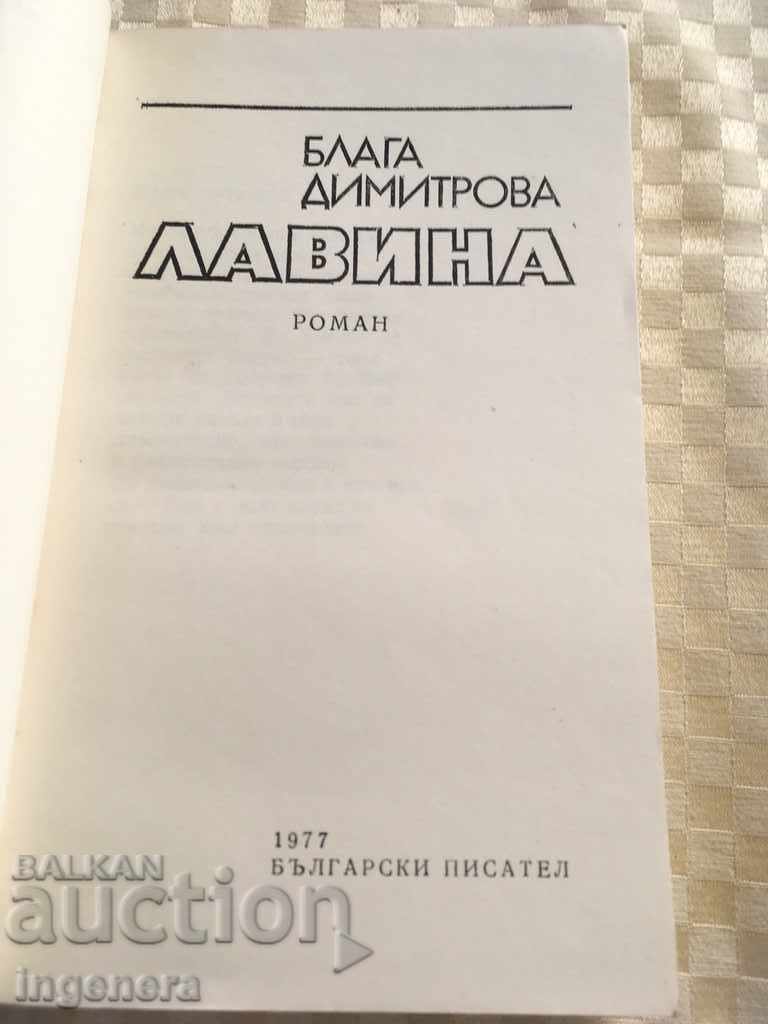 БЛАГА
ДИМИТРОВА
ЛАВИНА
РОМАН
1977
БЪЛГАРСКИ ПИСАТЕЛ
BALKAN
auction
ingenera